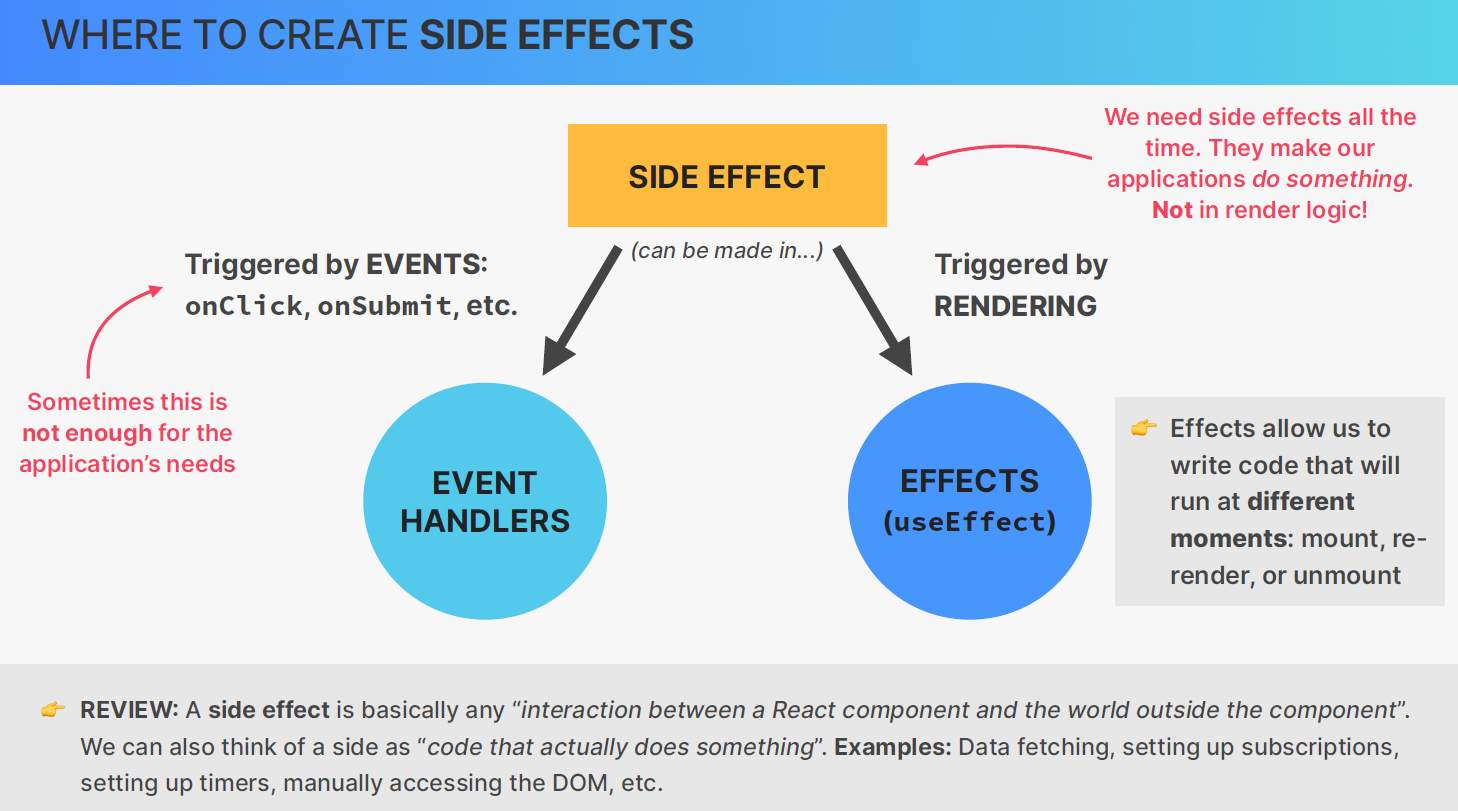 WHERE TO CREATE SIDE EFFECTS
We need side effects all the
time. They make our
applications do something.
Not in render logic!
SIDE EFFECT
(can be made in...)
Triggered by EVENTS:
onClick, onSubmit, etc.
Triggered by
RENDERING
Sometimes this is
not enough for the
application's needs
EVENT
HANDLERS
EFFECTS
(useEffect)
👉 Effects allow us to
write code that will
run at different
moments: mount, re-
render, or unmount
👉 REVIEW: A side effect is basically any “interaction between a React component and the world outside the component”.
We can also think of a side as “code that actually does something”. Examples: Data fetching, setting up subscriptions,
setting up timers, manually accessing the DOM, etc.